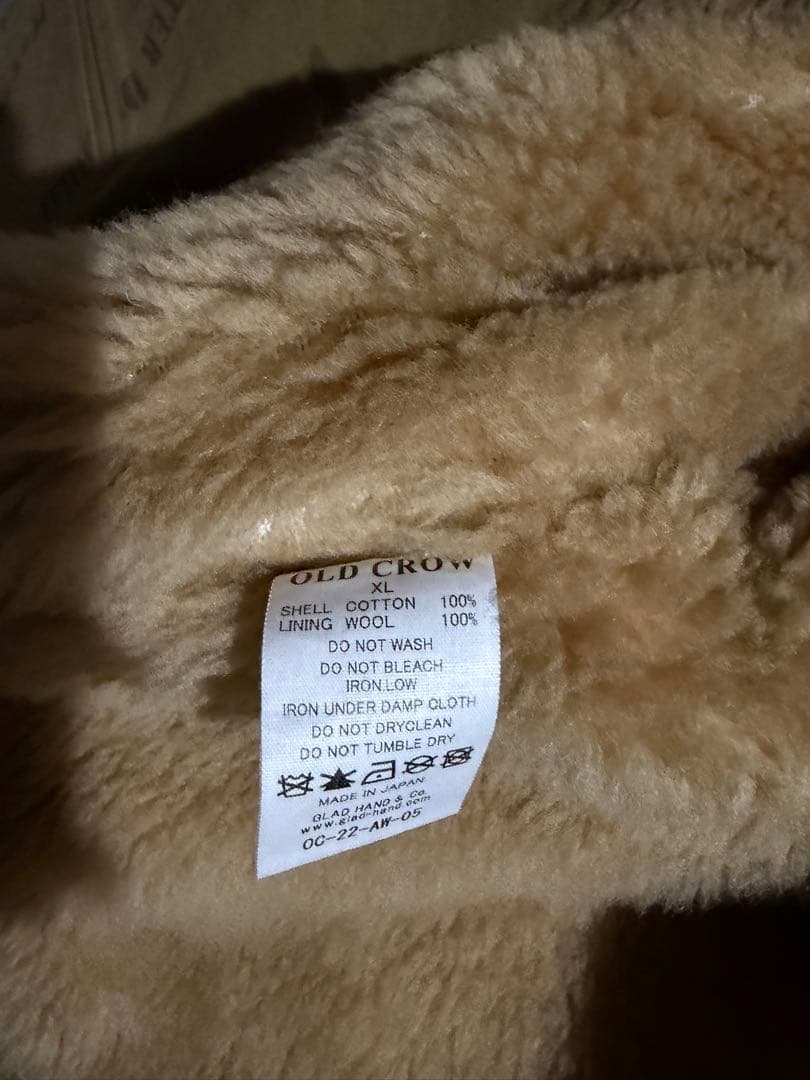 OLD CROW
XL
SHELL COTTON 100%
LINING WOOL 100%
DO NOT WASH
DO NOT BLEACH
IRON LOW
IRON UNDER DAMP CLOTH
DO NOT DRYCLEAN
DO NOT TUMBLE DRY
MADE IN JAPAN
GLAD HAND & Co.
www.glad-hand.com
OC-22-AW-05